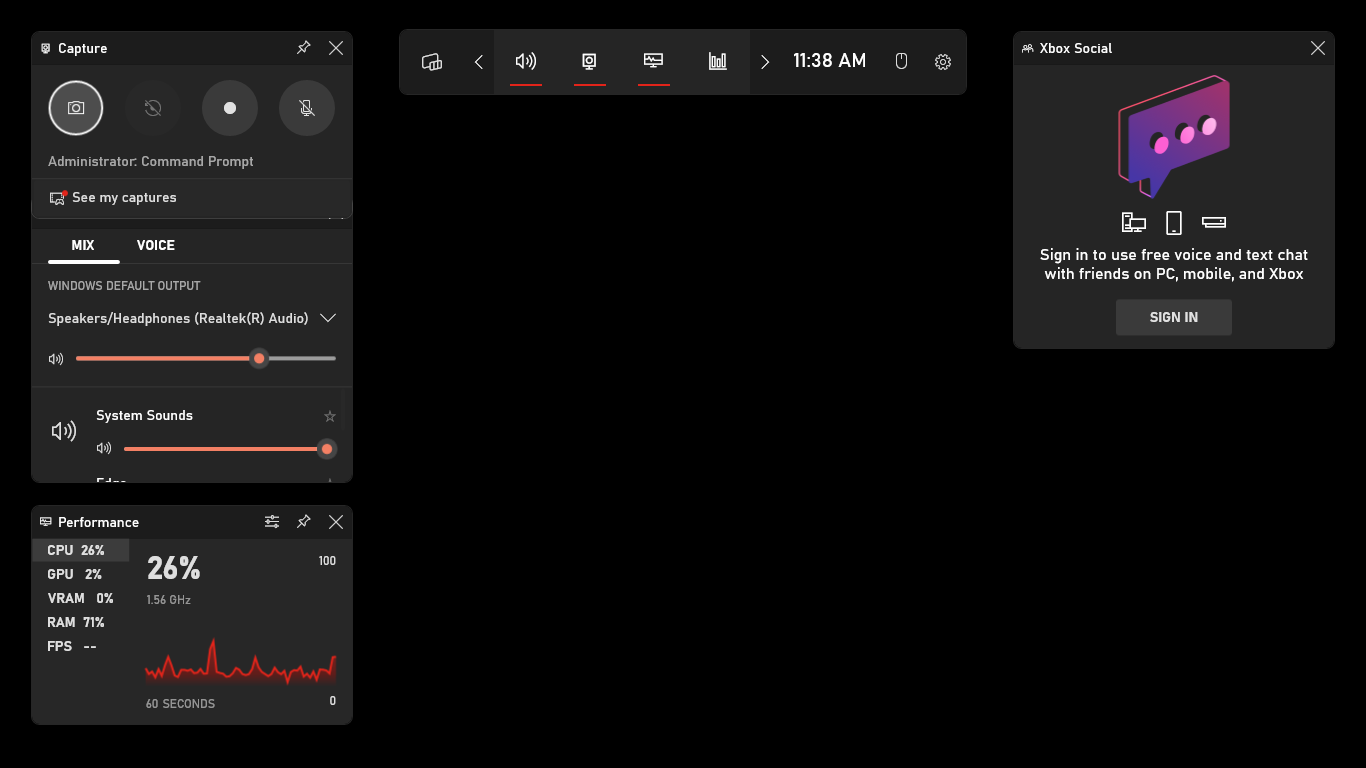 Capture
Administrator: Command Prompt
See my captures
MIX VOICE
WINDOWS DEFAULT OUTPUT
Speakers/Headphones (Realtek(R) Audio)
System Sounds
Performance
CPU 26%
GPU 2%
VRAM 0%
RAM 71%
FPS --
26%
100
1.56 GHz
60 SECONDS
0
11:38 AM
Xbox Social
Sign in to use free voice and text chat
with friends on PC, mobile, and Xbox
SIGN IN